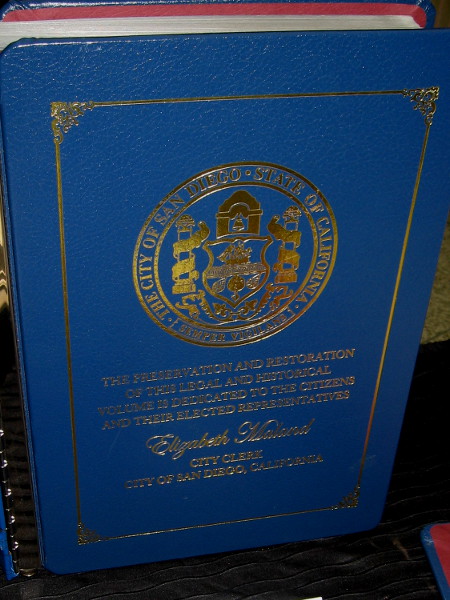 THE CITY OF SAN DIEGO · STATE OF CALIFORNIA
SEMPER VIGILANS
THE PRESERVATION AND RESTORATION
OF THIS LEGAL AND HISTORICAL
VOLUME IS DEDICATED TO THE CITIZENS
AND THEIR ELECTED REPRESENTATIVES
Elizabeth Maland
CITY CLERK
CITY OF SAN DIEGO, CALIFORNIA